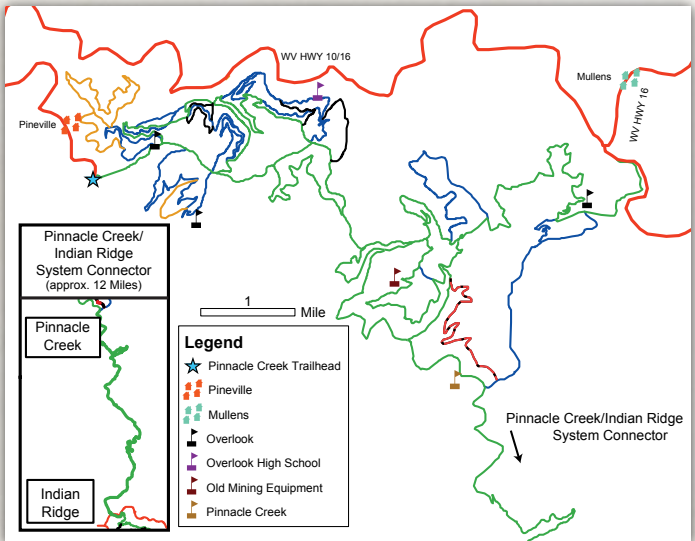 WV HWY 10/16
Mullens
WV HWY 16
Pineville
Pinnacle Creek/
Indian Ridge
System Connector
(approx. 12 Miles)
Pinnacle
Creek
Indian
Ridge
1
Mile
Legend
Pinnacle Creek Trailhead
Pineville
Mullens
Overlook
Overlook High School
Old Mining Equipment
Pinnacle Creek
Pinnacle Creek/Indian Ridge
System Connector